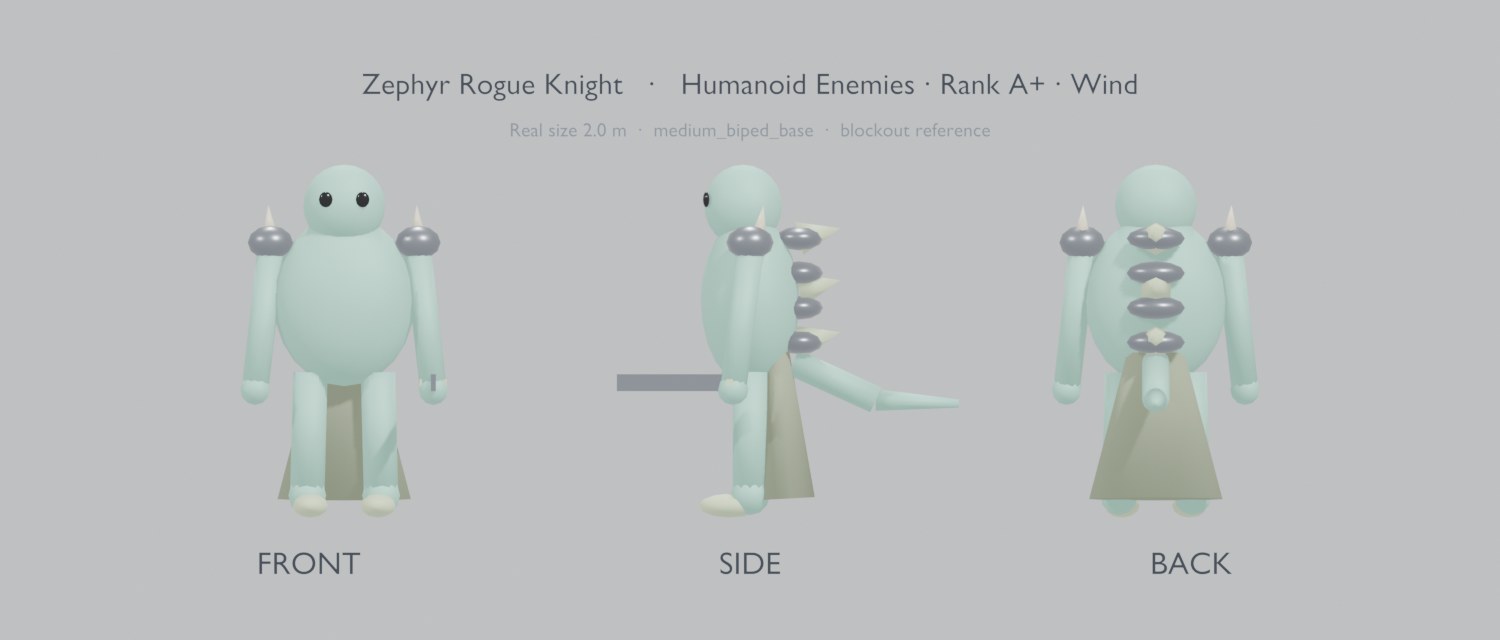 Zephyr Rogue Knight · Humanoid Enemies · Rank A+ · Wind
Real size 2.0 m · medium_biped_base · blockout reference
FRONT
SIDE
BACK